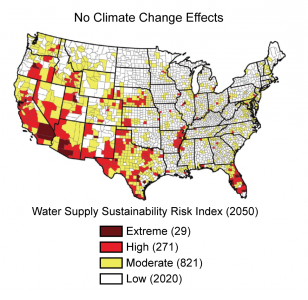 No Climate Change Effects
Water Supply Sustainability Risk Index (2050)
Extreme (29)
High (271)
Moderate (821)
Low (2020)